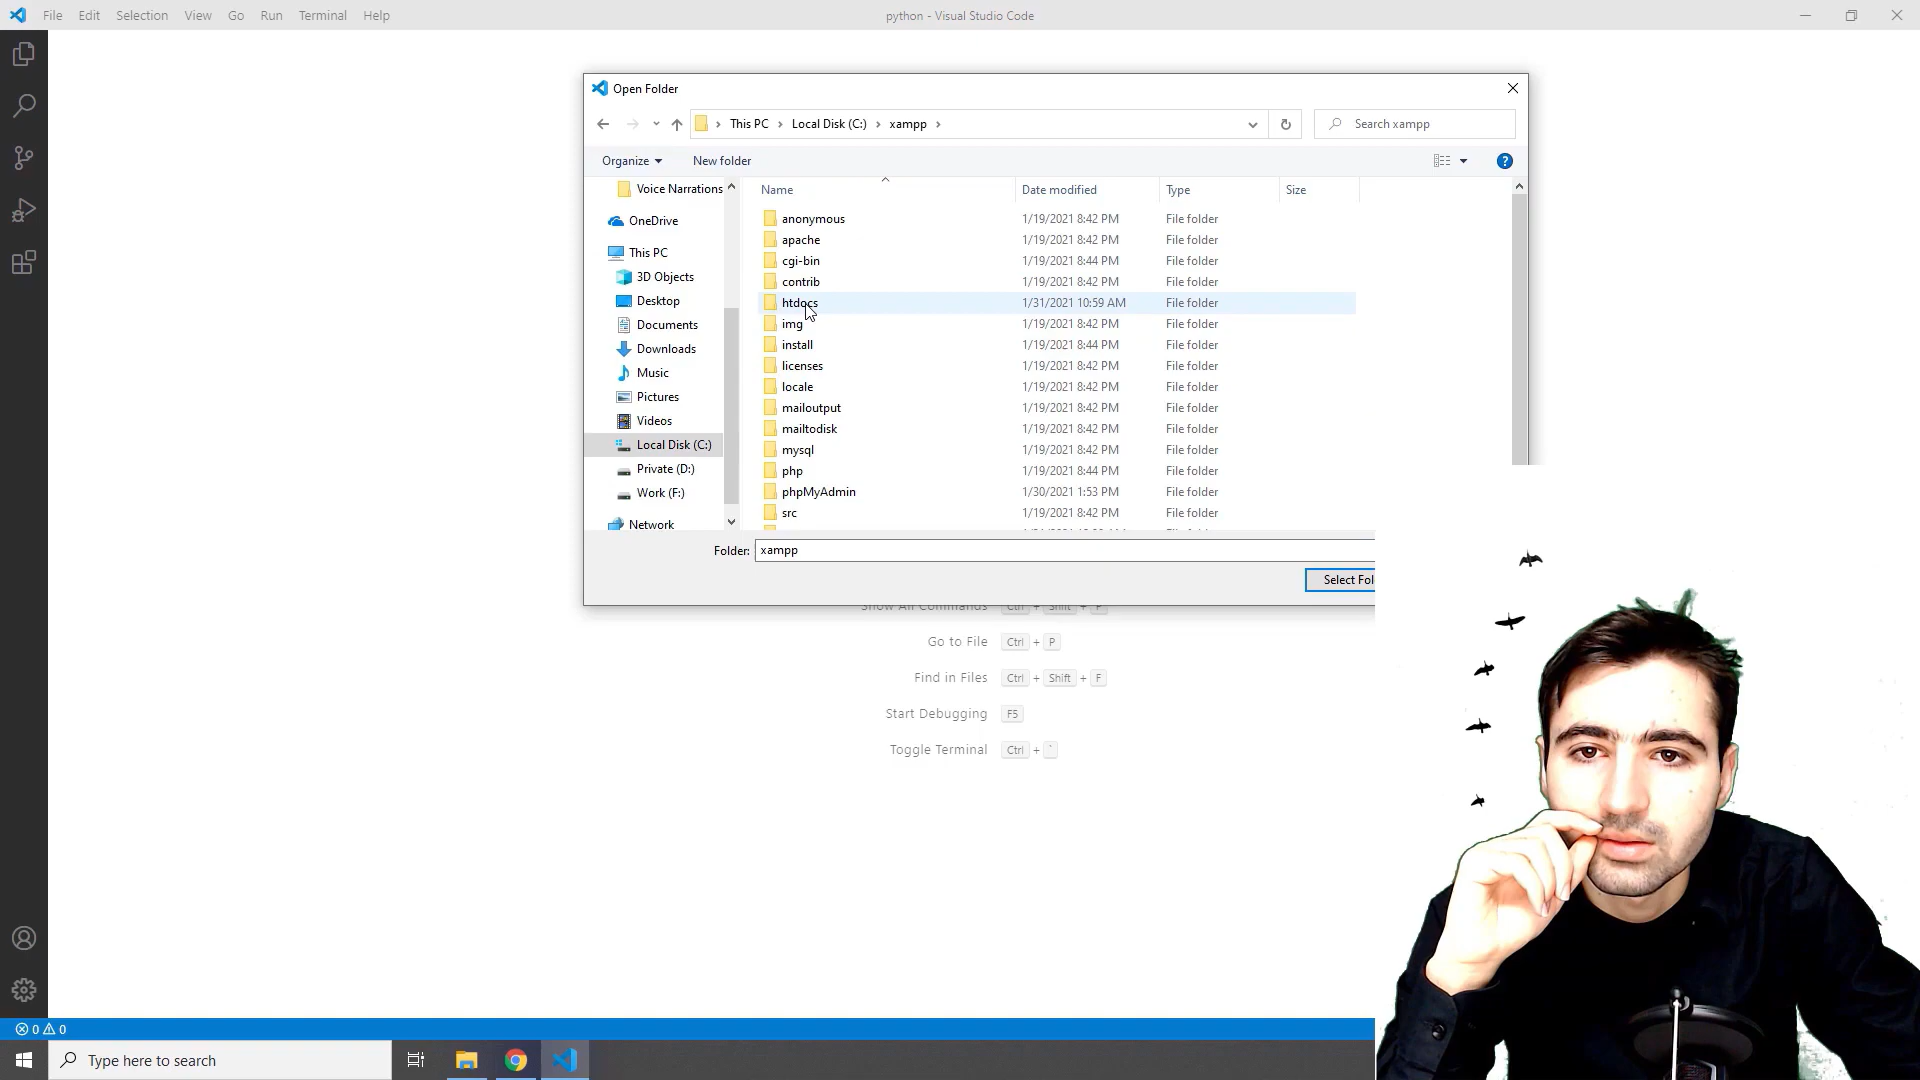 File Edit Selection View Go Run Terminal Help
python - Visual Studio Code
Open Folder
This PC Local Disk (C:) xampp
Search xampp
Organize New folder
Voice Narrations
OneDrive
This PC
3D Objects
Desktop
Documents
Downloads
Music
Pictures
Videos
Local Disk (C:)
Private (D:)
Work (F:)
Network
Name Date modified Type Size
anonymous 1/19/2021 8:42 PM File folder
apache 1/19/2021 8:42 PM File folder
cgi-bin 1/19/2021 8:44 PM File folder
contrib 1/19/2021 8:42 PM File folder
htdocs 1/31/2021 10:59 AM File folder
img 1/19/2021 8:42 PM File folder
install 1/19/2021 8:44 PM File folder
licenses 1/19/2021 8:42 PM File folder
locale 1/19/2021 8:42 PM File folder
mailoutput 1/19/2021 8:42 PM File folder
mailtodisk 1/19/2021 8:42 PM File folder
mysql 1/19/2021 8:42 PM File folder
php 1/19/2021 8:44 PM File folder
phpMyAdmin 1/30/2021 1:53 PM File folder
src 1/19/2021 8:42 PM File folder
Folder: xampp
Select Fol
Show All Commands Ctrl + Shift + P
Go to File Ctrl + P
Find in Files Ctrl + Shift + F
Start Debugging F5
Toggle Terminal Ctrl + `
0 0
Type here to search